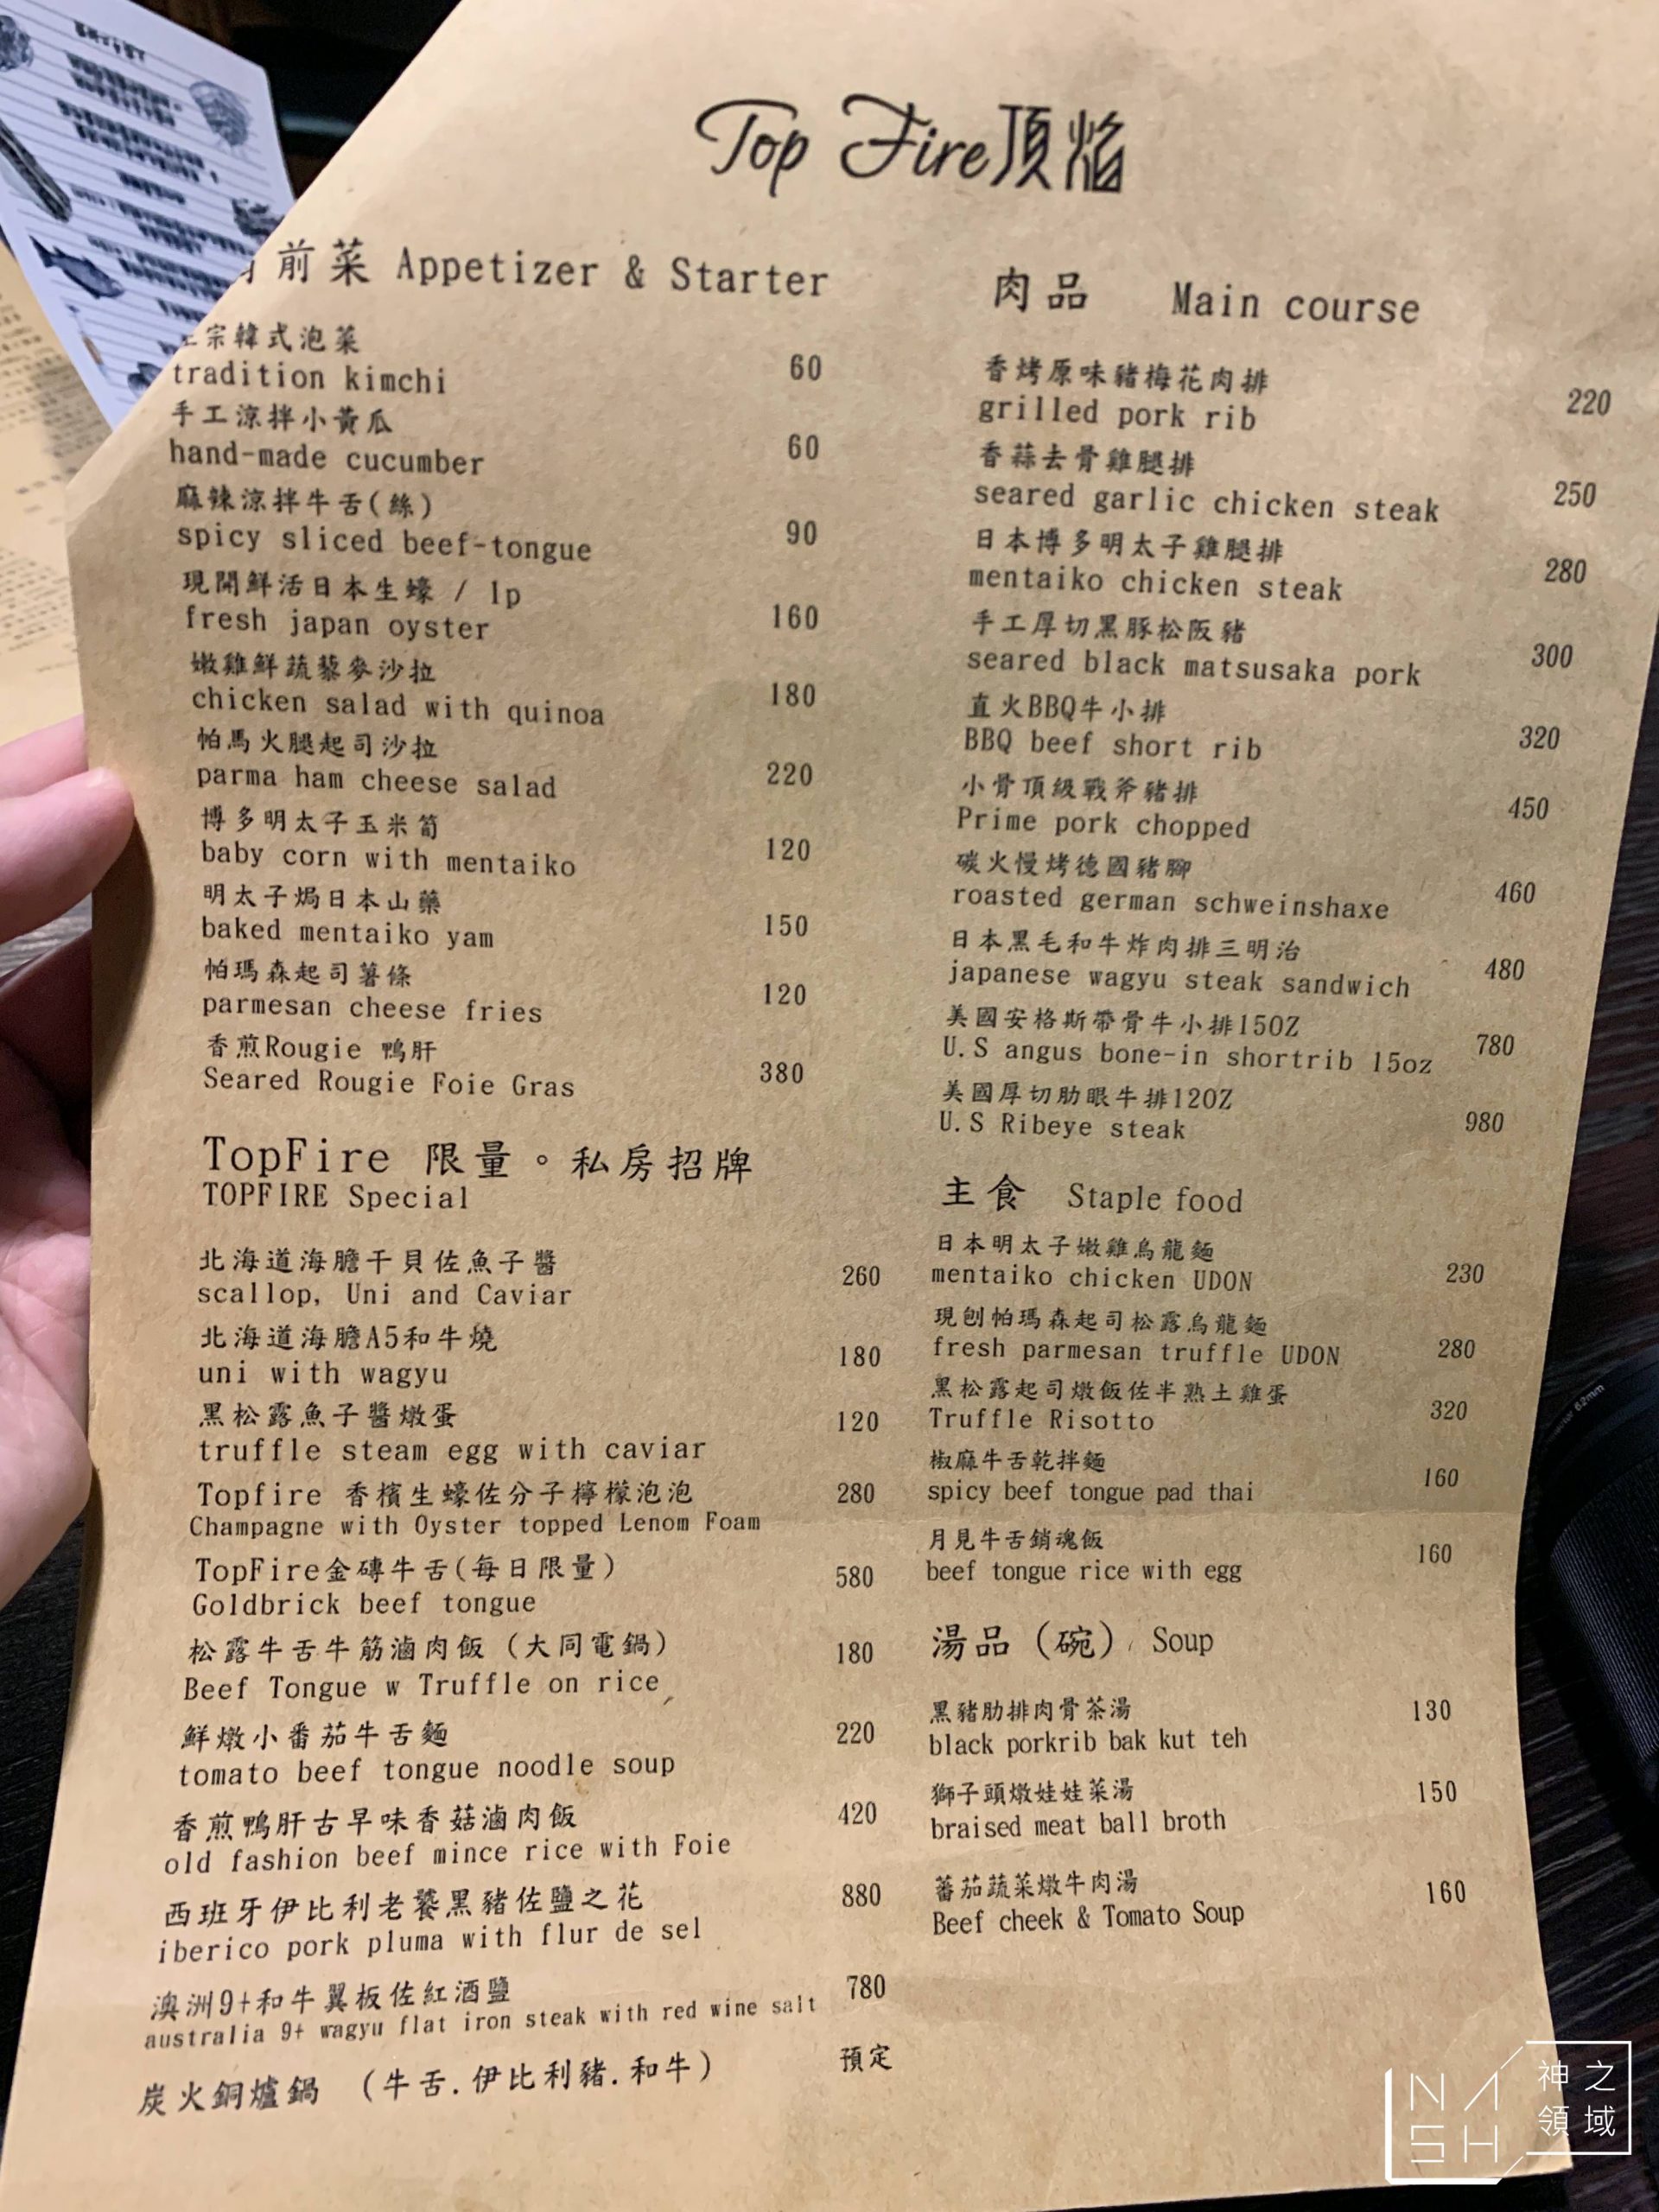 Top Fire頂焰
前菜 Appetizer & Starter
宗韓式泡菜
tradition kimchi 60
手工涼拌小黃瓜
hand-made cucumber 60
麻辣涼拌牛舌(絲)
spicy sliced beef-tongue 90
現開鮮活日本生蠔 / 1p
fresh japan oyster 160
嫩雞鮮蔬藜麥沙拉
chicken salad with quinoa 180
帕馬火腿起司沙拉
parma ham cheese salad 220
博多明太子玉米筍
baby corn with mentaiko 120
明太子焗日本山藥
baked mentaiko yam 150
帕瑪森起司薯條
parmesan cheese fries 120
香煎Rougie 鴨肝
Seared Rougie Foie Gras 380
TopFire 限量。私房招牌
TOPFIRE Special
北海道海膽干貝佐魚子醬
scallop, Uni and Caviar 260
北海道海膽A5和牛燒
uni with wagyu 180
黑松露魚子醬燉蛋
truffle steam egg with caviar 120
Topfire 香檳生蠔佐分子檸檬泡泡 280
Champagne with Oyster topped Lenom Foam
TopFire金磚牛舌(每日限量) 580
Goldbrick beef tongue
松露牛舌牛筋滷肉飯 (大同電鍋) 180
Beef Tongue w Truffle on rice
鮮燉小番茄牛舌麵 220
tomato beef tongue noodle soup
香煎鴨肝古早味香菇滷肉飯 420
old fashion beef mince rice with Foie
西班牙伊比利老饕黑豬佐鹽之花 880
iberico pork pluma with flur de sel
澳洲9+和牛翼板佐紅酒鹽 780
australia 9+ wagyu flat iron steak with red wine salt
炭火銅爐鍋 (牛舌.伊比利豬.和牛) 預定
肉品 Main course
香烤原味豬梅花肉排
grilled pork rib 220
香蒜去骨雞腿排
seared garlic chicken steak 250
日本博多明太子雞腿排
mentaiko chicken steak 280
手工厚切黑豚松阪豬
seared black matsusaka pork 300
直火BBQ牛小排
BBQ beef short rib 320
小骨頂級戰斧豬排
Prime pork chopped 450
碳火慢烤德國豬腳
roasted german schweinshaxe 460
日本黑毛和牛炸肉排三明治
japanese wagyu steak sandwich 480
美國安格斯帶骨牛小排15OZ
U.S angus bone-in shortrib 15oz 780
美國厚切肋眼牛排12OZ
U.S Ribeye steak 980
主食 Staple food
日本明太子嫩雞烏龍麵
mentaiko chicken UDON 230
現刨帕瑪森起司松露烏龍麵
fresh parmesan truffle UDON 280
黑松露起司燉飯佐半熟土雞蛋
Truffle Risotto 320
椒麻牛舌乾拌麵
spicy beef tongue pad thai 160
月見牛舌銷魂飯
beef tongue rice with egg 160
湯品 (碗) Soup
黑豬肋排肉骨茶湯
black porkrib bak kut teh 130
獅子頭燉娃娃菜湯
braised meat ball broth 150
蕃茄蔬菜燉牛肉湯
Beef cheek & Tomato Soup 160
62mm
NASH
神之
領域